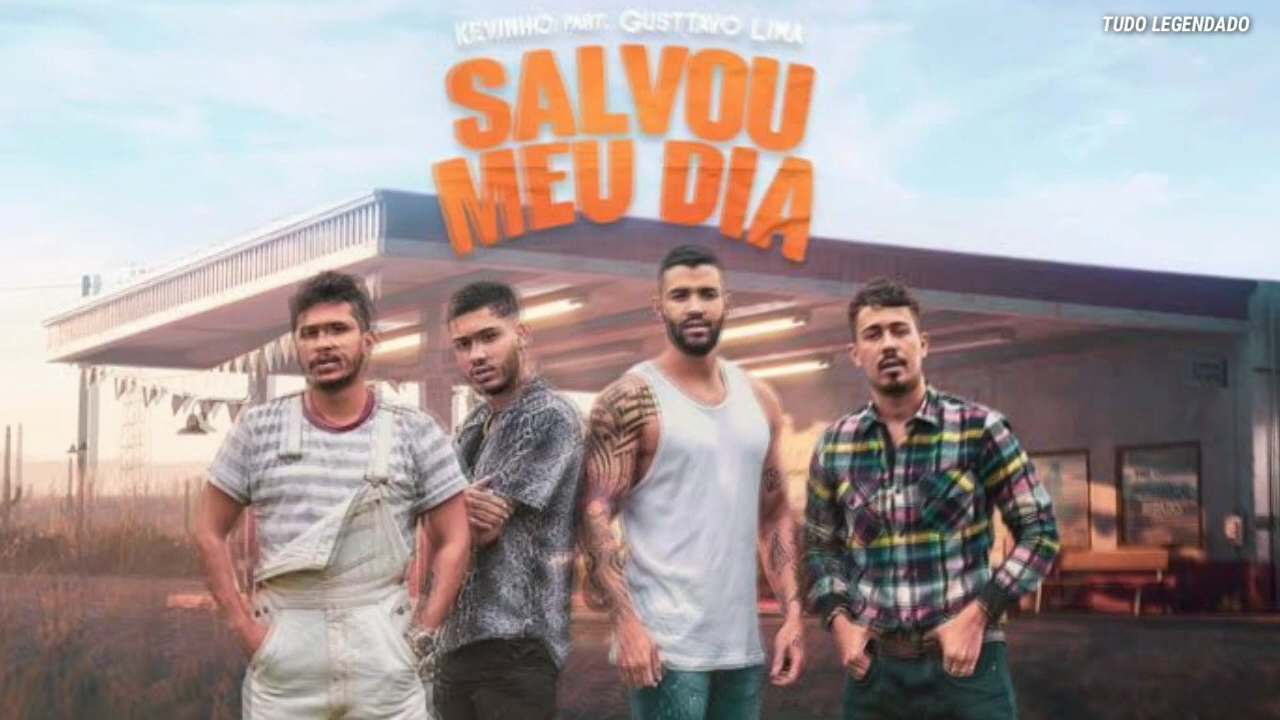 TUDO LEGENDADO
KEVINHO PART. GUSTTAVO LIMA
SALVOU
MEU DIA